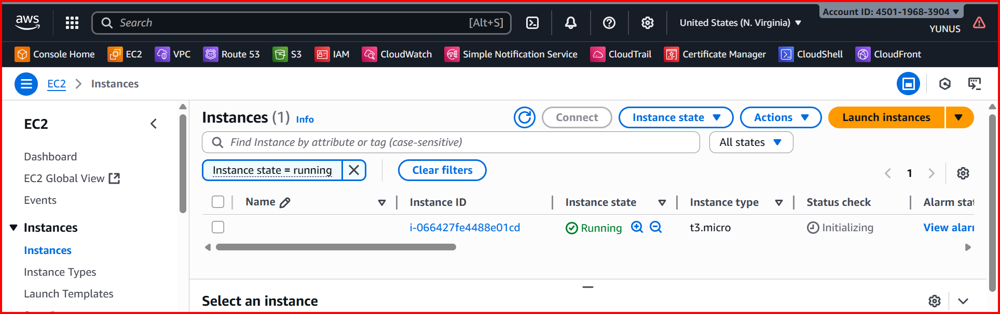 aws
Search [Alt+S]
United States (N. Virginia)
Account ID: 4501-1968-3904
YUNUS
Console Home EC2 VPC Route 53 S3 IAM CloudWatch Simple Notification Service CloudTrail Certificate Manager CloudShell CloudFront
EC2 Instances
EC2
Dashboard
EC2 Global View
Events
Instances
Instances
Instance Types
Launch Templates
Instances (1) Info
Connect Instance state Actions Launch instances
Find Instance by attribute or tag (case-sensitive) All states
Instance state = running Clear filters
1
Name Instance ID Instance state Instance type Status check Alarm stat
i-066427fe4488e01cd Running t3.micro Initializing View alarr
Select an instance